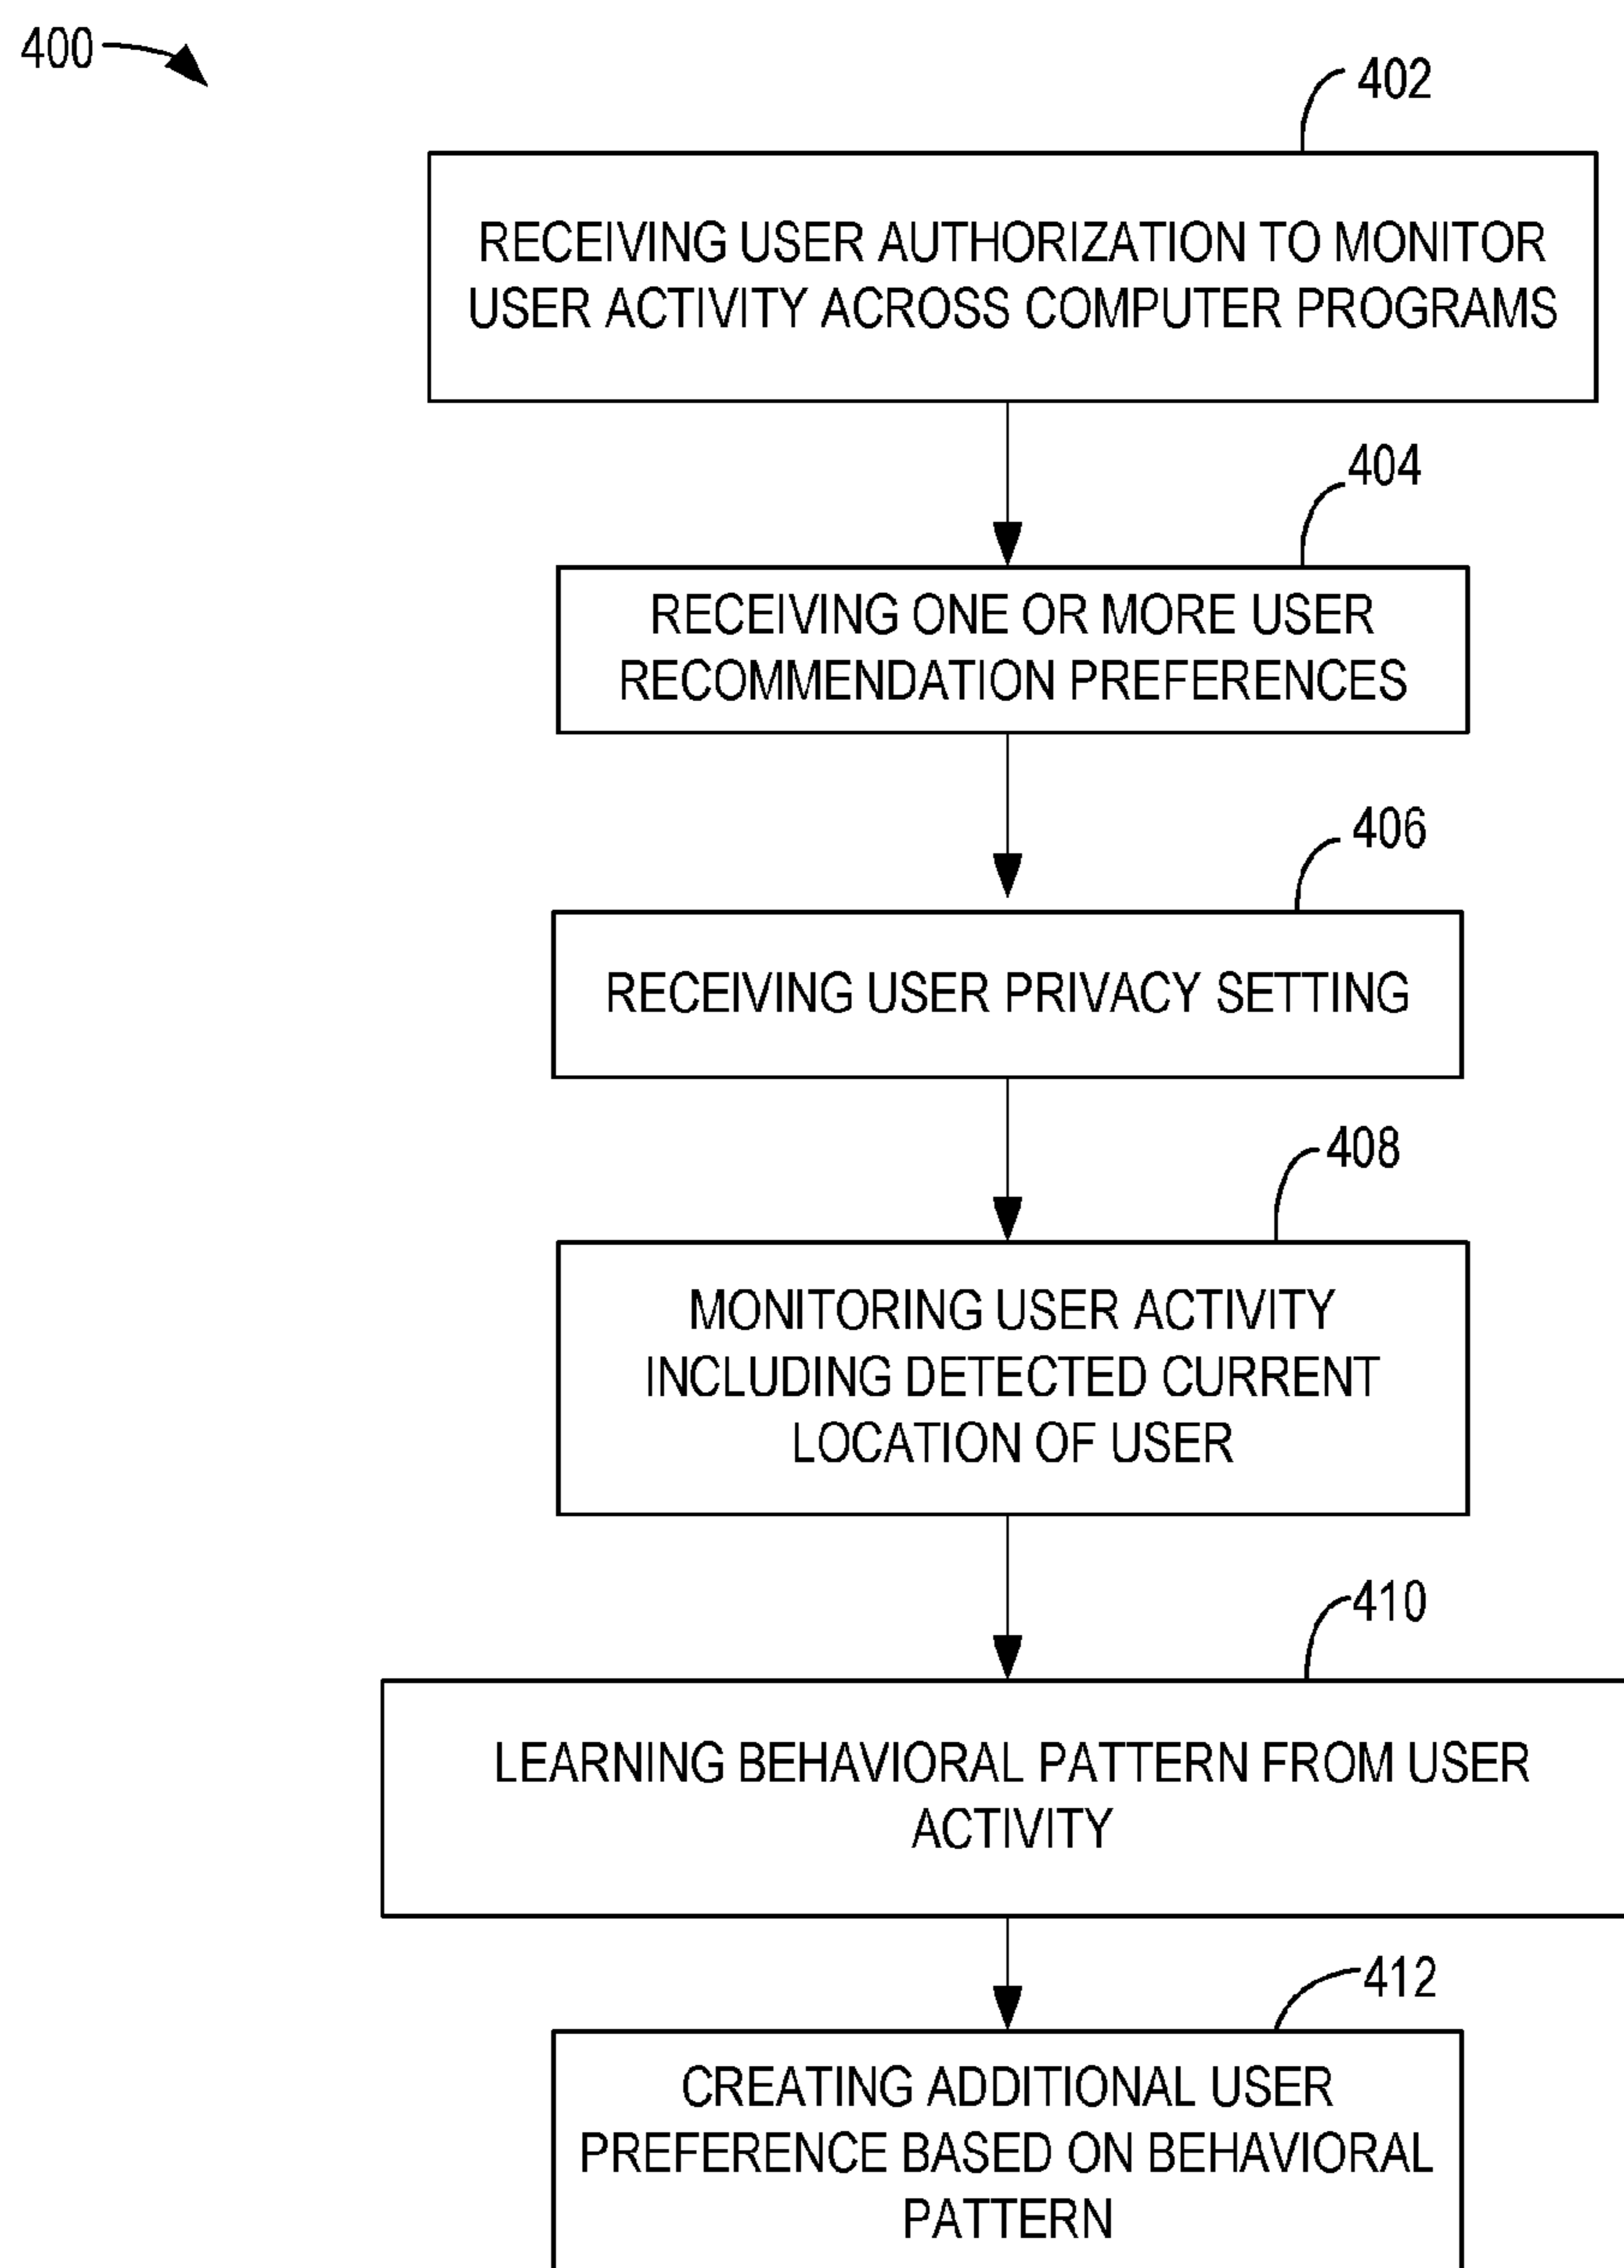 400
402
RECEIVING USER AUTHORIZATION TO MONITOR
USER ACTIVITY ACROSS COMPUTER PROGRAMS
404
RECEIVING ONE OR MORE USER
RECOMMENDATION PREFERENCES
406
RECEIVING USER PRIVACY SETTING
408
MONITORING USER ACTIVITY
INCLUDING DETECTED CURRENT
LOCATION OF USER
410
LEARNING BEHAVIORAL PATTERN FROM USER
ACTIVITY
412
CREATING ADDITIONAL USER
PREFERENCE BASED ON BEHAVIORAL
PATTERN